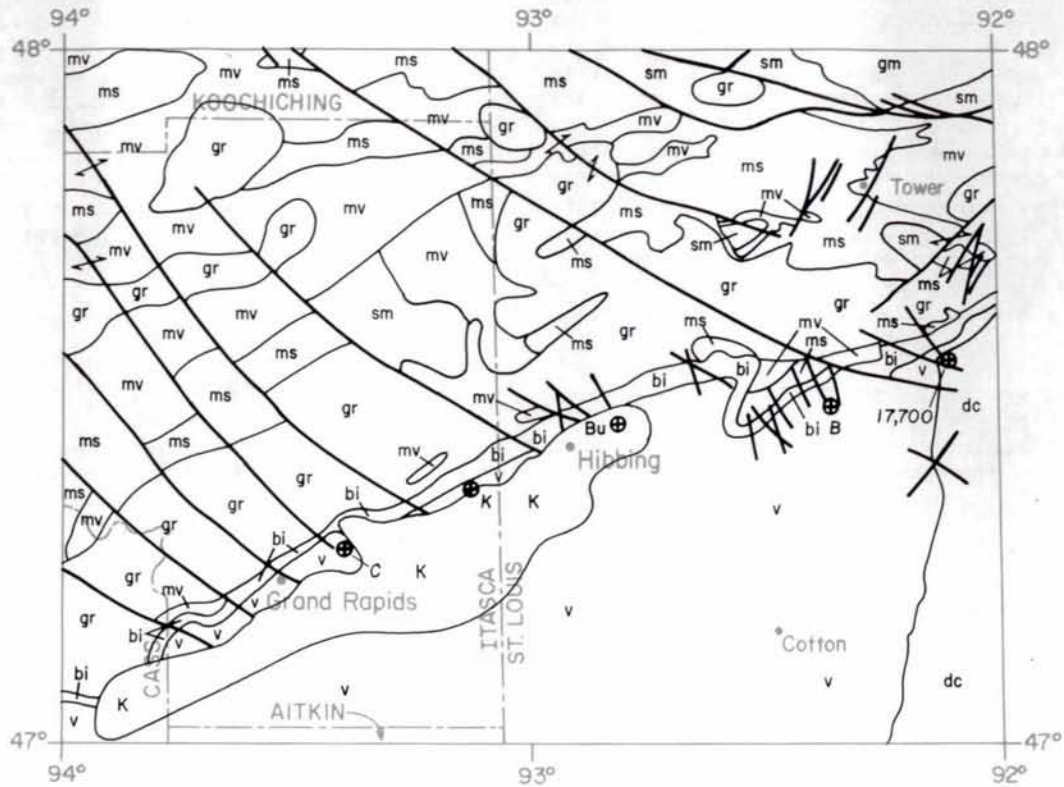 94° 93° 92°
48° 48°
mv ms sm gm
ms mv ms ms sm
KOOCHICHING gr sm
mv mv
mv gr ms ms gr mv ms mv
gr Tower
ms mv gr
mv gr ms gr ms mv ms sm
mv ms sm
gr ms
gr gr gr gr
sm ms ms mv ms
mv ms gr ms bi
mv ms bi bi v
gr mv bi B 17,700 dc
ms ms Bu
bi bi Hibbing
mv v
gr bi K K
ms gr gr v
mv gr bi v C K
gr mv Grand Rapids
gr v ITASCA ST. LOUIS v
bi v v Cotton
bi CASS
K v v dc
v AITKIN
47° 47°
94° 93° 92°